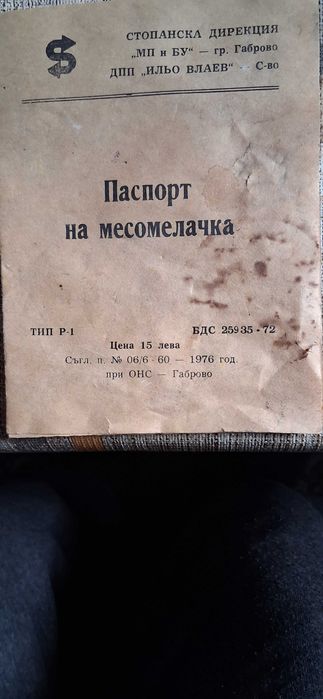 СТОПАНСКА ДИРЕКЦИЯ
„МП и БУ“ — гр. Габрово
ДПП „ИЛЬО ВЛАЕВ“ — С-во
Паспорт
на месомелачка
ТИП Р-1 БДС 25935-72
Цена 15 лева
Съгл. п. № 06/6-60 — 1976 год.
при ОНС — Габрово